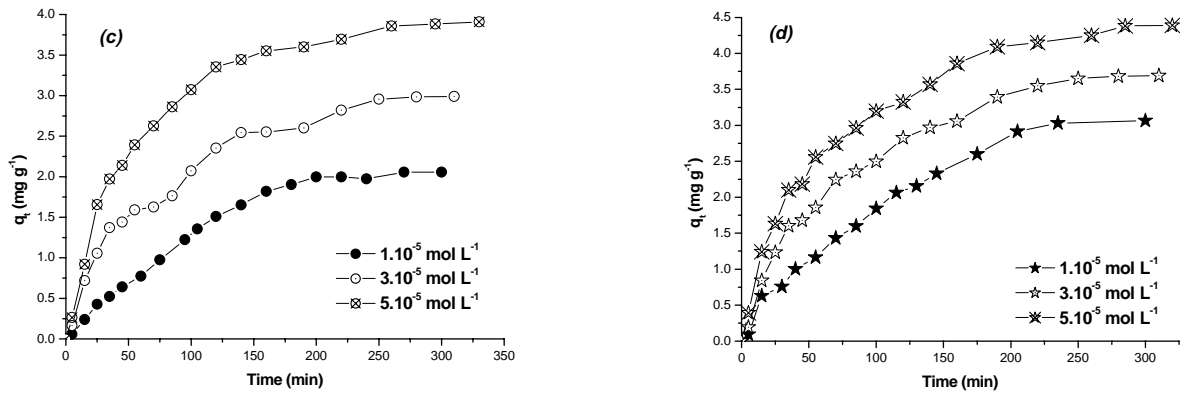 (c)
q_t (mg g⁻¹)
4.0
3.5
3.0
2.5
2.0
1.5
1.0
0.5
0.0
1.10⁻⁵ mol L⁻¹
3.10⁻⁵ mol L⁻¹
5.10⁻⁵ mol L⁻¹
0 50 100 150 200 250 300 350
Time (min)
(d)
q_t (mg g⁻¹)
4.5
4.0
3.5
3.0
2.5
2.0
1.5
1.0
0.5
0.0
1.10⁻⁵ mol L⁻¹
3.10⁻⁵ mol L⁻¹
5.10⁻⁵ mol L⁻¹
0 50 100 150 200 250 300
Time (min)